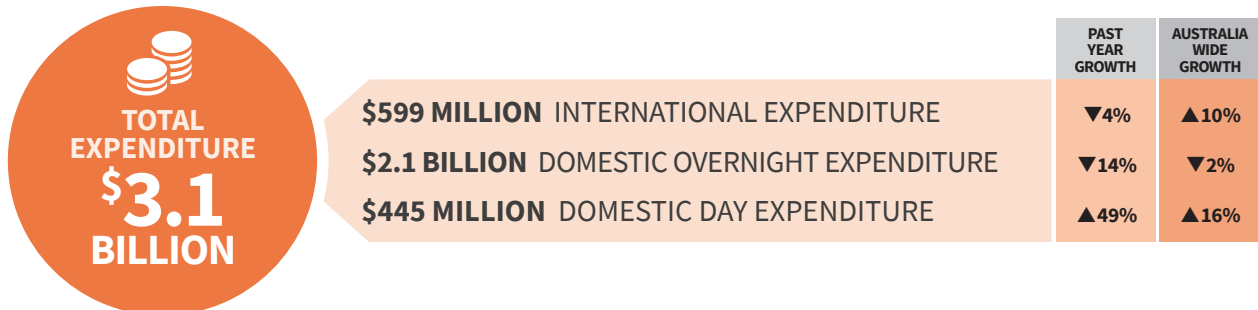 PAST
YEAR
GROWTH
AUSTRALIA
WIDE
GROWTH
TOTAL
EXPENDITURE
$3.1
BILLION
$599 MILLION INTERNATIONAL EXPENDITURE ▼4% ▲10%
$2.1 BILLION DOMESTIC OVERNIGHT EXPENDITURE ▼14% ▼2%
$445 MILLION DOMESTIC DAY EXPENDITURE ▲49% ▲16%